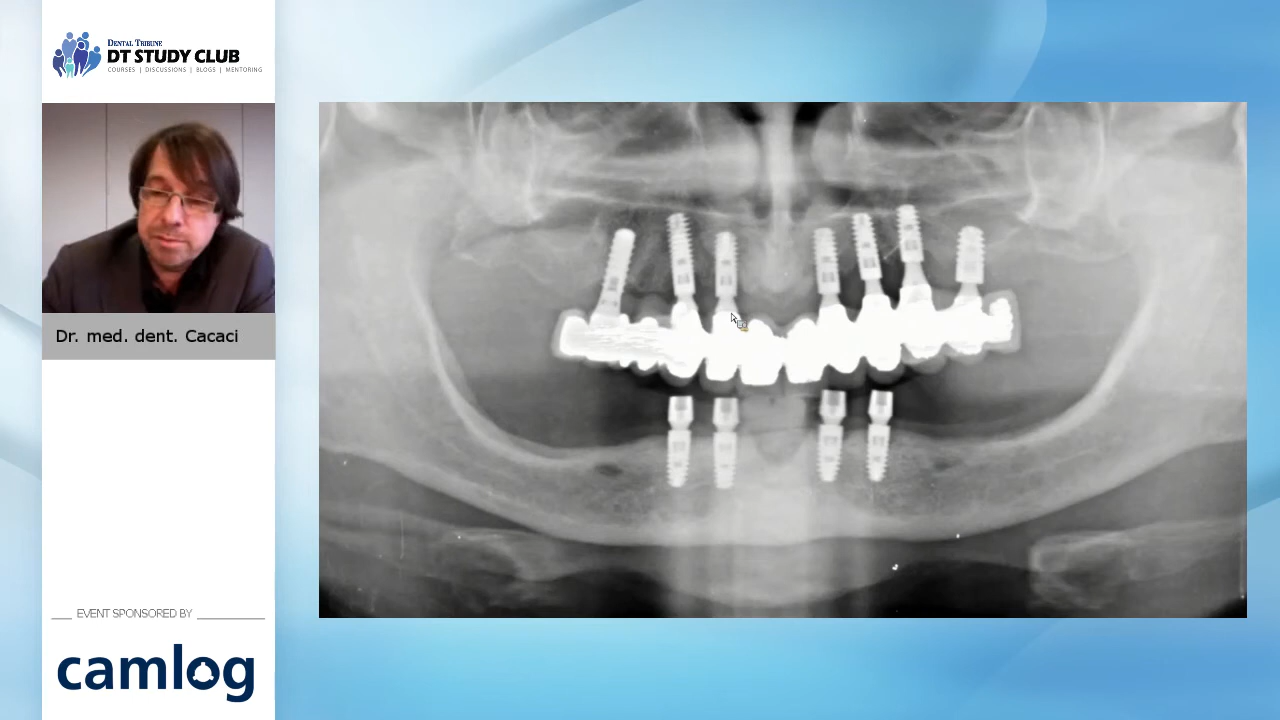 DENTAL TRIBUNE
DT STUDY CLUB
COURSES | DISCUSSIONS | BLOGS | MENTORING
Dr. med. dent. Cacaci
EVENT SPONSORED BY
camlog